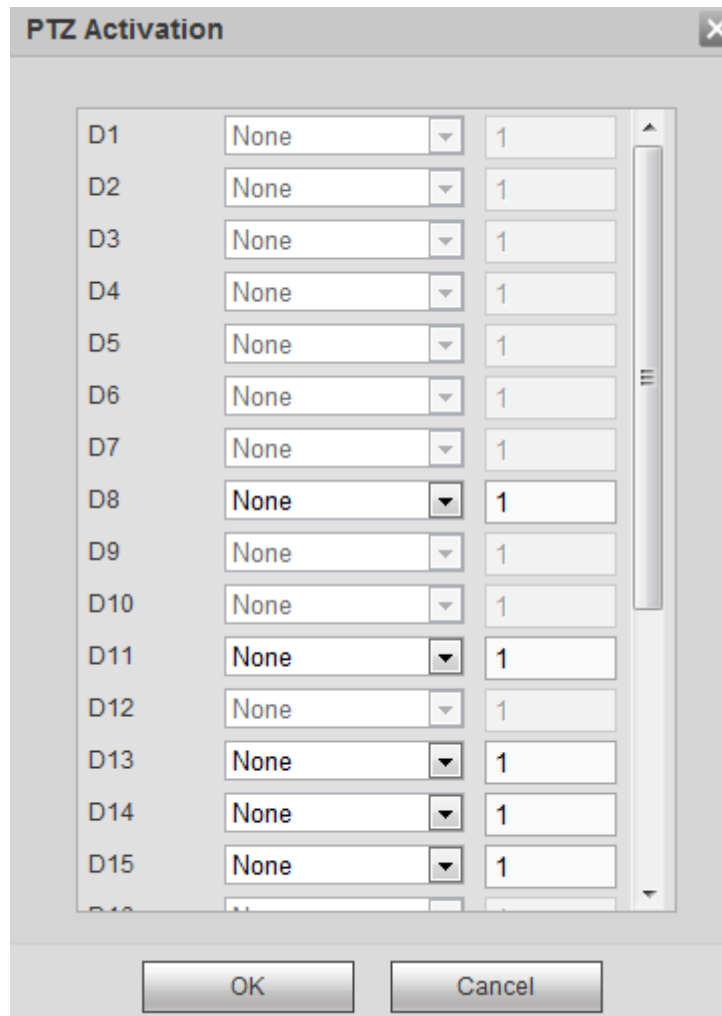 PTZ Activation
D1 None 1
D2 None 1
D3 None 1
D4 None 1
D5 None 1
D6 None 1
D7 None 1
D8 None 1
D9 None 1
D10 None 1
D11 None 1
D12 None 1
D13 None 1
D14 None 1
D15 None 1
OK Cancel